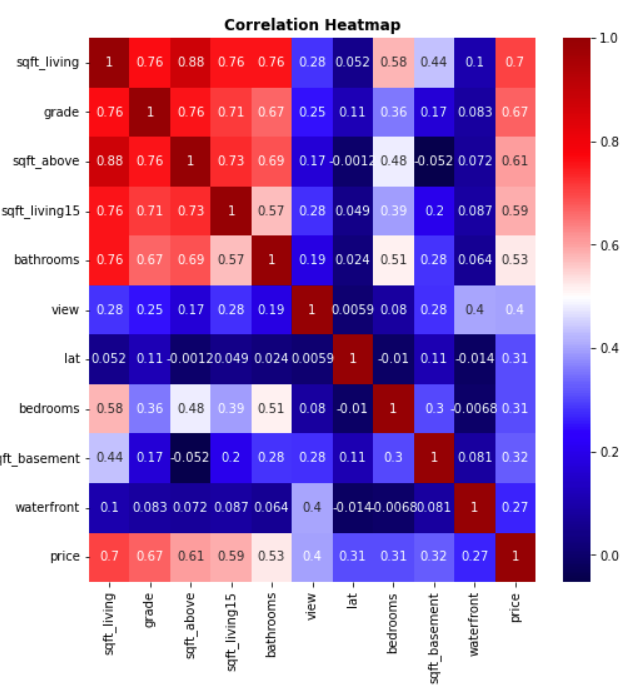 Correlation Heatmap
sqft_living 1 0.76 0.88 0.76 0.76 0.28 0.052 0.58 0.44 0.1 0.7
grade 0.76 1 0.76 0.71 0.67 0.25 0.11 0.36 0.17 0.083 0.67
sqft_above 0.88 0.76 1 0.73 0.69 0.17 -0.0012 0.48 -0.052 0.072 0.61
sqft_living15 0.76 0.71 0.73 1 0.57 0.28 0.049 0.39 0.2 0.087 0.59
bathrooms 0.76 0.67 0.69 0.57 1 0.19 0.024 0.51 0.28 0.064 0.53
view 0.28 0.25 0.17 0.28 0.19 1 0.0059 0.08 0.28 0.4 0.4
lat 0.052 0.11 -0.0012 0.049 0.024 0.0059 1 -0.01 0.11 -0.014 0.31
bedrooms 0.58 0.36 0.48 0.39 0.51 0.08 -0.01 1 0.3 -0.0068 0.31
ft_basement 0.44 0.17 -0.052 0.2 0.28 0.28 0.11 0.3 1 0.081 0.32
waterfront 0.1 0.083 0.072 0.087 0.064 0.4 -0.014 -0.0068 0.081 1 0.27
price 0.7 0.67 0.61 0.59 0.53 0.4 0.31 0.31 0.32 0.27 1
sqft_living
grade
sqft_above
sqft_living15
bathrooms
view
lat
bedrooms
sqft_basement
waterfront
price
1.0
0.8
0.6
0.4
0.2
0.0